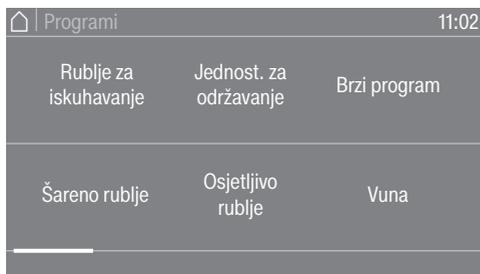 Programi 11:02
Rublje za
iskuhavanje
Jednost. za
održavanje
Brzi program
Šareno rublje
Osjetljivo
rublje
Vuna